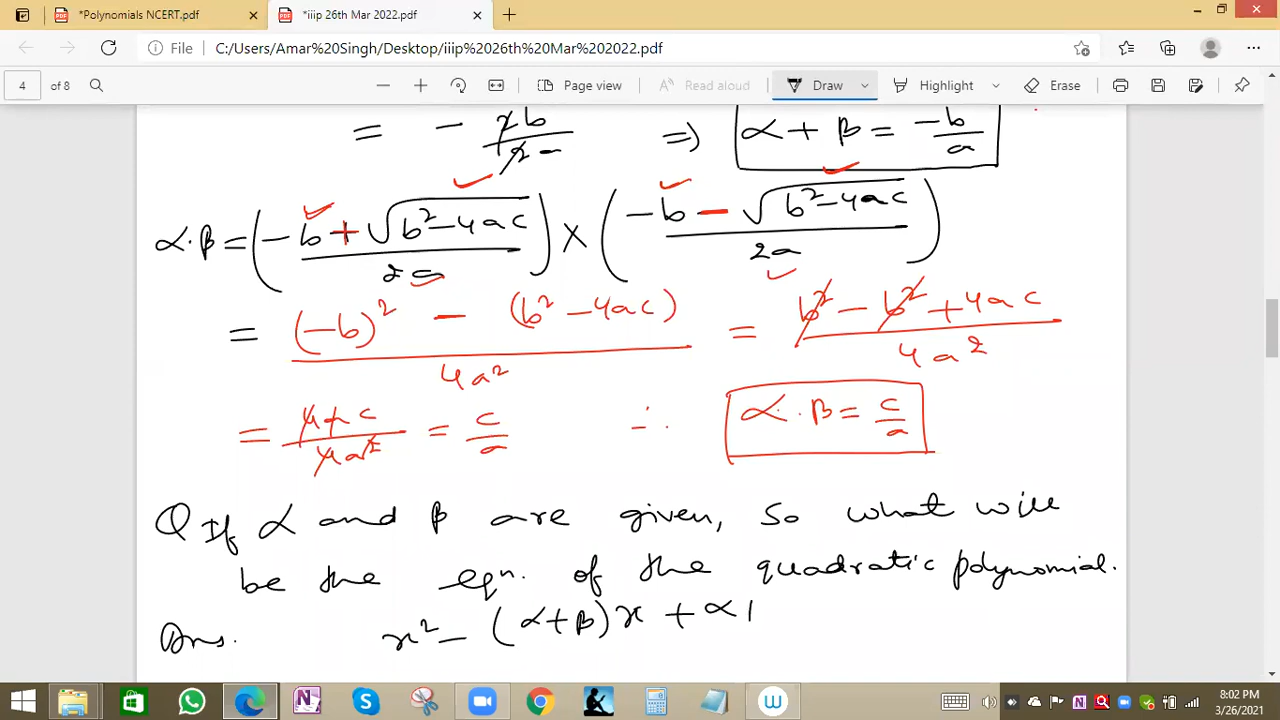 *Polynomials NCERT.pdf
*iiip 26th Mar 2022.pdf
File C:/Users/Amar%20Singh/Desktop/iiip%2026th%20Mar%202022.pdf
4 of 8 Page view Read aloud Draw Highlight Erase
= - 2b/2a => α + β = -b/a
α.β = (-b + √(b²-4ac) / 2a) × (-b - √(b²-4ac) / 2a)
= (-b)² - (b²-4ac) / 4a² = b² - b² + 4ac / 4a²
= 4ac/4a² = c/a ∴ α.β = c/a
Q If α and β are given, so what will
be the eqn. of the quadratic polynomial.
Ans. x² - (α+β)x + α
8:02 PM
3/26/2021